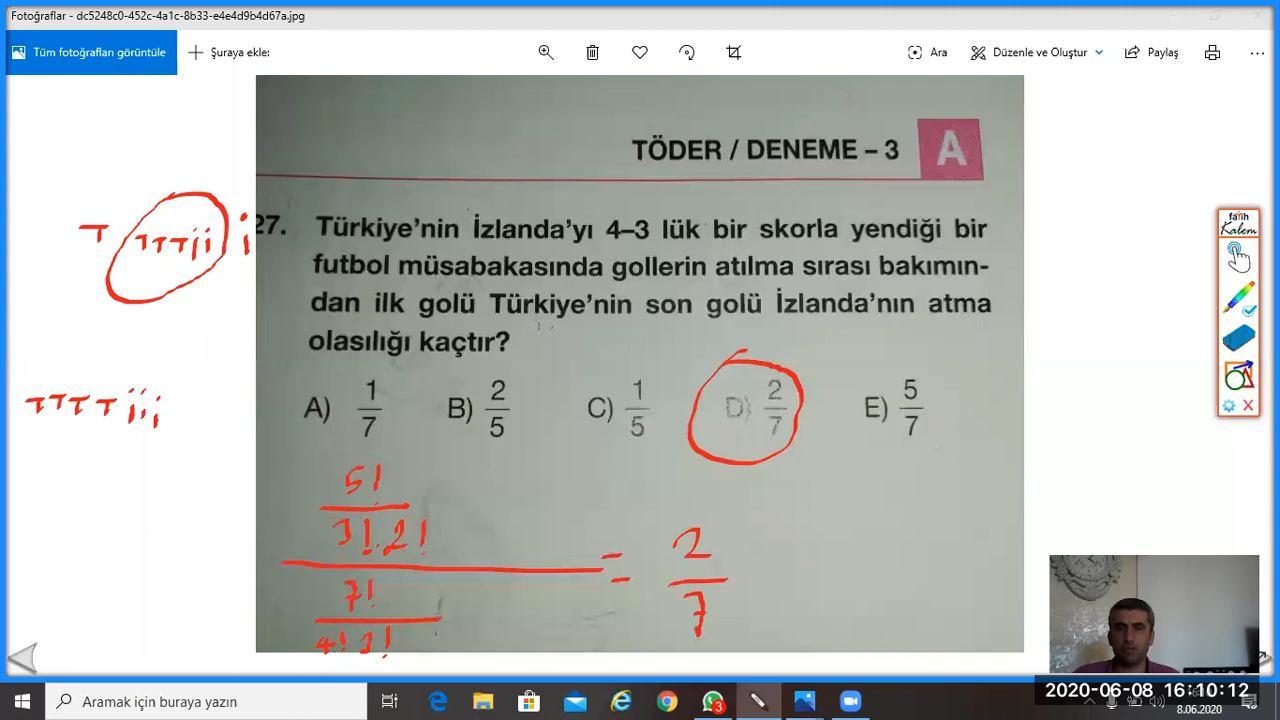 Fotoğraflar - dc5248c0-452c-4a1c-8b33-e4e4d9b4d67a.jpg
Tüm fotoğrafları görüntüle
Şuraya ekle:
Ara
Düzenle ve Oluştur
Paylaş
TÖDER / DENEME – 3 A
27. Türkiye'nin İzlanda'yı 4–3 lük bir skorla yendiği bir
futbol müsabakasında gollerin atılma sırası bakımın-
dan ilk golü Türkiye'nin son golü İzlanda'nın atma
olasılığı kaçtır?
A) 1/7 B) 2/5 C) 1/5 D) 2/7 E) 5/7
T TTTii i
TTTT iii
5!
3!.2!
7!
4! 3!
= 2/7
fatih
Kalem
Aramak için buraya yazın
3
2020-06-08 16:10:12
8.06.2020